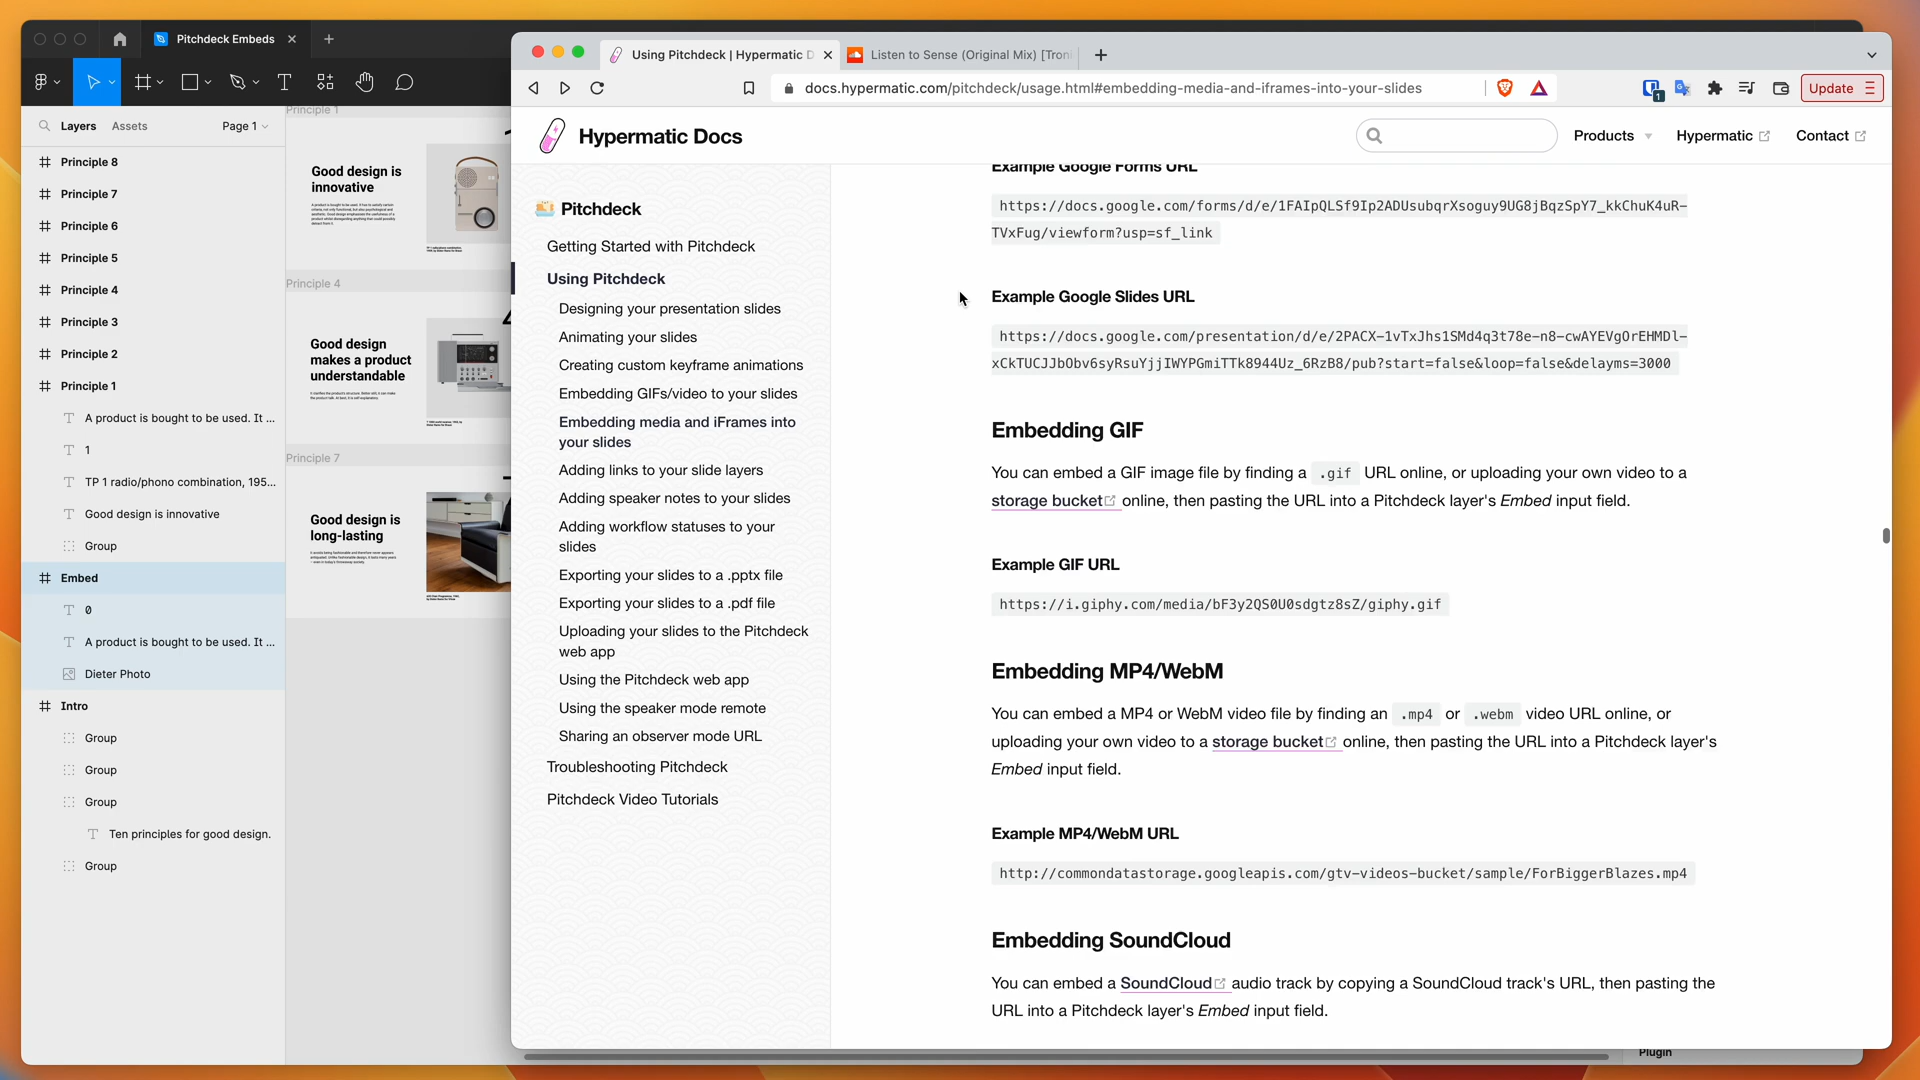 Pitchdeck Embeds
Using Pitchdeck | Hypermatic D
Listen to Sense (Original Mix) [Troni
docs.hypermatic.com/pitchdeck/usage.html#embedding-media-and-iframes-into-your-slides
1
Update
Layers
Assets
Page 1
Principle 8
Principle 7
Principle 6
Principle 5
Principle 4
Principle 3
Principle 2
Principle 1
A product is bought to be used. It ...
1
TP 1 radio/phono combination, 195...
Good design is innovative
Group
Embed
0
A product is bought to be used. It ...
Dieter Photo
Intro
Group
Group
Group
Ten principles for good design.
Group
Principle 1
Good design is
innovative
Principle 4
Good design
makes a product
understandable
Principle 7
Good design is
long-lasting
Hypermatic Docs
Products
Hypermatic
Contact
Pitchdeck
Getting Started with Pitchdeck
Using Pitchdeck
Designing your presentation slides
Animating your slides
Creating custom keyframe animations
Embedding GIFs/video to your slides
Embedding media and iFrames into
your slides
Adding links to your slide layers
Adding speaker notes to your slides
Adding workflow statuses to your
slides
Exporting your slides to a .pptx file
Exporting your slides to a .pdf file
Uploading your slides to the Pitchdeck
web app
Using the Pitchdeck web app
Using the speaker mode remote
Sharing an observer mode URL
Troubleshooting Pitchdeck
Pitchdeck Video Tutorials
Example Google Forms URL
https://docs.google.com/forms/d/e/1FAIpQLSf9Ip2ADUsubqrXsoguy9UG8jBqzSpY7_kkChuK4uR-
TVxFug/viewform?usp=sf_link
Example Google Slides URL
https://docs.google.com/presentation/d/e/2PACX-1vTxJhs1SMd4q3t78e-n8-cwAYEVgOrEHMDl-
xCkTUCJJbObv6syRsuYjjIWYPGmiTTk8944Uz_6RzB8/pub?start=false&loop=false&delayms=3000
Embedding GIF
You can embed a GIF image file by finding a .gif URL online, or uploading your own video to a
storage bucket online, then pasting the URL into a Pitchdeck layer's Embed input field.
Example GIF URL
https://i.giphy.com/media/bF3y2QS0U0sdgtz8sZ/giphy.gif
Embedding MP4/WebM
You can embed a MP4 or WebM video file by finding an .mp4 or .webm video URL online, or
uploading your own video to a storage bucket online, then pasting the URL into a Pitchdeck layer's
Embed input field.
Example MP4/WebM URL
http://commondatastorage.googleapis.com/gtv-videos-bucket/sample/ForBiggerBlazes.mp4
Embedding SoundCloud
You can embed a SoundCloud audio track by copying a SoundCloud track's URL, then pasting the
URL into a Pitchdeck layer's Embed input field.
Plugin